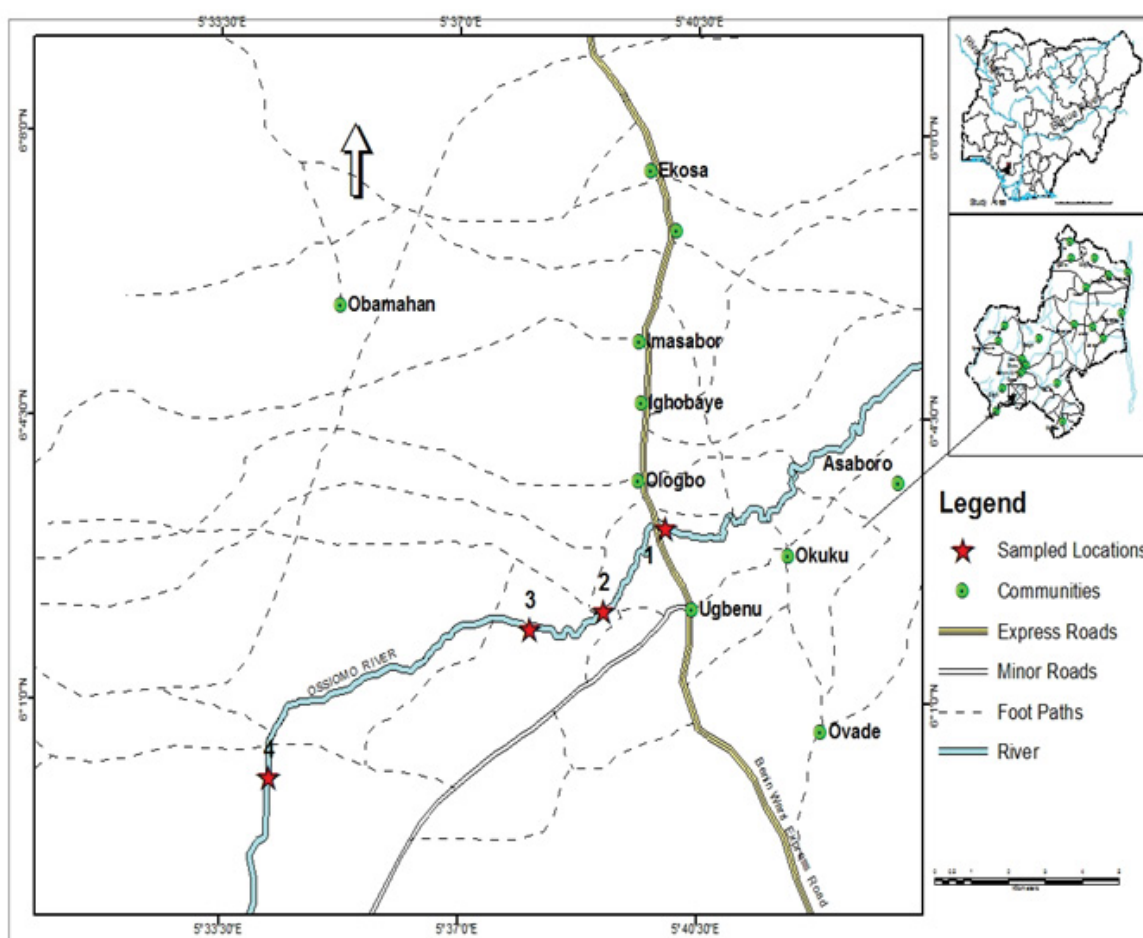 5°33'30"E
5°37'0"E
5°40'30"E
6°8'0"N
6°8'0"N
Ekosa
Obamahan
Imasabor
Ighobaye
6°4'30"N
6°4'30"N
Ologbo
Asaboro
1
Okuku
2
3
Ugbenu
OSSIOMO RIVER
6°1'0"N
6°1'0"N
Ovade
4
Benin Warri Express Road
5°33'30"E
5°37'0"E
5°40'30"E
Study Area
Legend
Sampled Locations
Communities
Express Roads
Minor Roads
Foot Paths
River